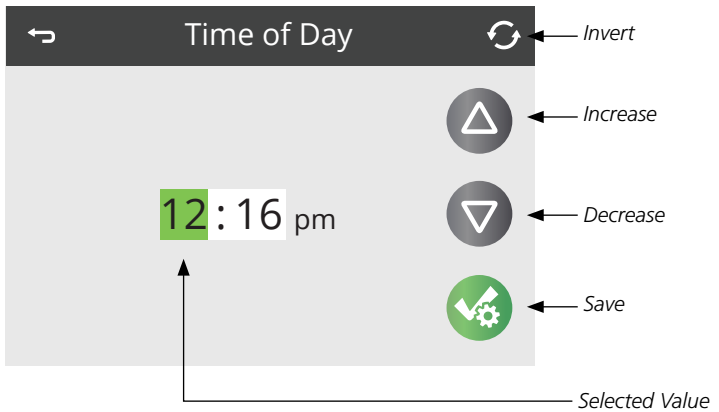 Time of Day
Invert
Increase
12 : 16 pm
Decrease
Save
Selected Value